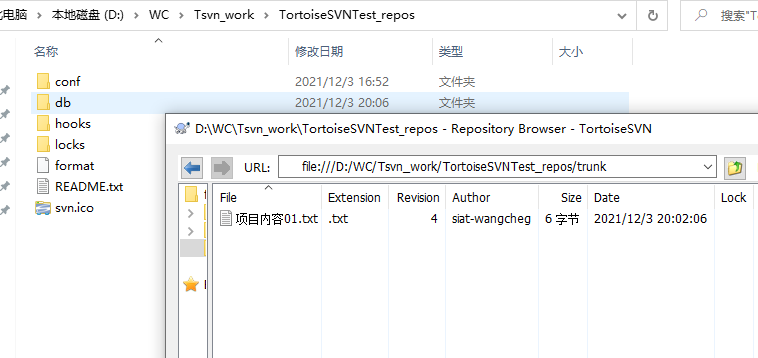 此电脑 > 本地磁盘 (D:) > WC > Tsvn_work > TortoiseSVNTest_repos
搜索"To
名称 修改日期 类型 大小
conf 2021/12/3 16:52 文件夹
db 2021/12/3 20:06 文件夹
hooks
locks
format
README.txt
svn.ico
D:\WC\Tsvn_work\TortoiseSVNTest_repos - Repository Browser - TortoiseSVN
URL: file:///D:/WC/Tsvn_work/TortoiseSVNTest_repos/trunk
File Extension Revision Author Size Date Lock
项目内容01.txt .txt 4 siat-wangcheg 6 字节 2021/12/3 20:02:06